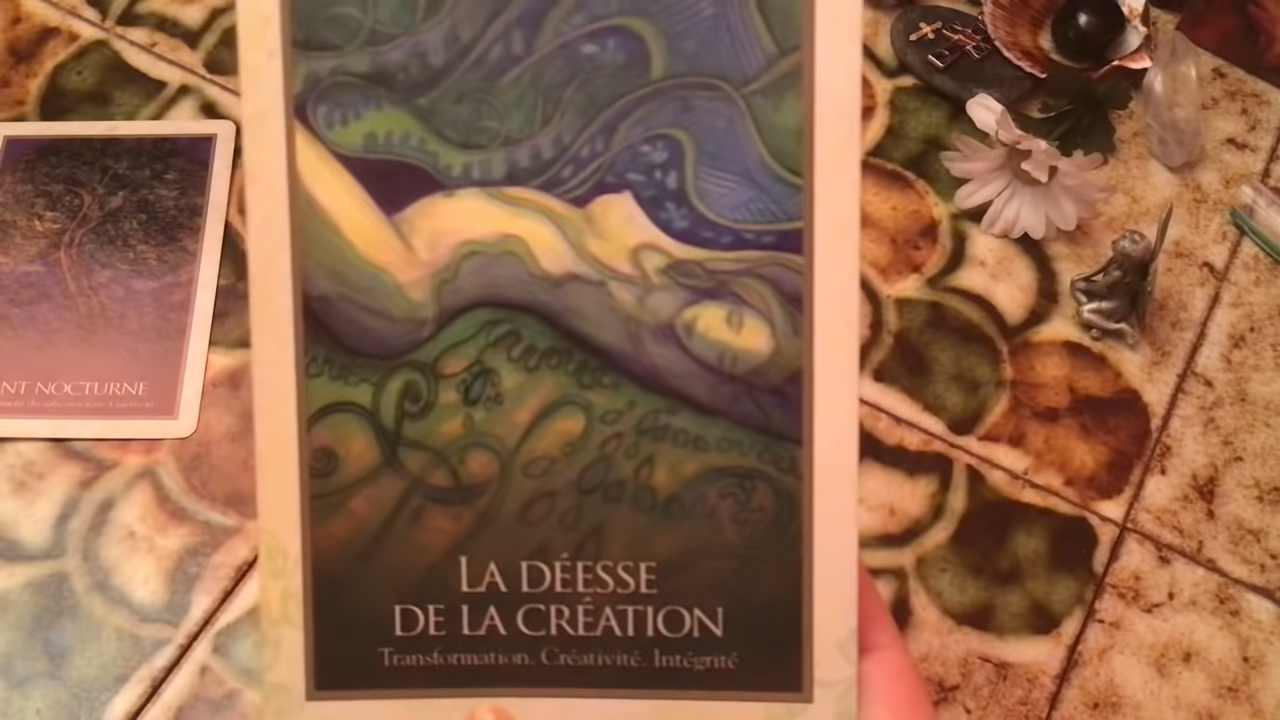 NT NOCTURNE
LA DÉESSE
DE LA CRÉATION
Transformation. Créativité. Intégrité